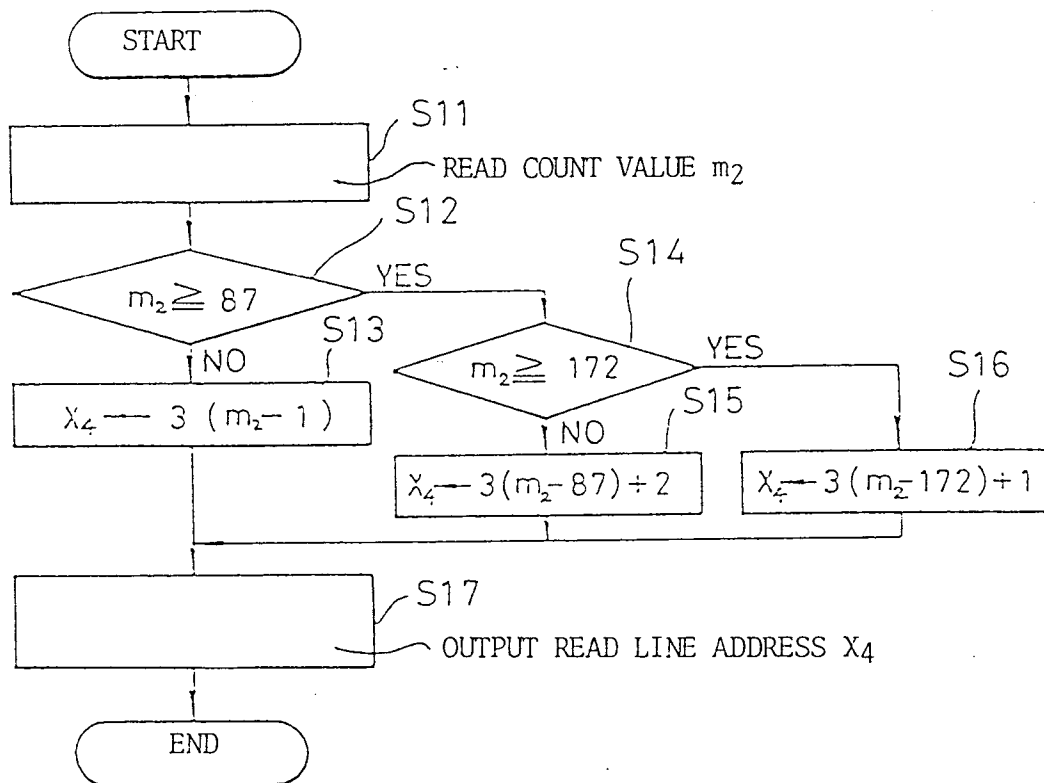 START
S11
READ COUNT VALUE m₂
S12
m₂ ≧ 87
YES
S14
NO
S13
m₂ ≧ 172
YES
S16
X₄ ← 3 (m₂ - 1)
NO
S15
X₄ ← 3(m₂-87)+2
X₄ ← 3(m₂-172)+1
S17
OUTPUT READ LINE ADDRESS X₄
END